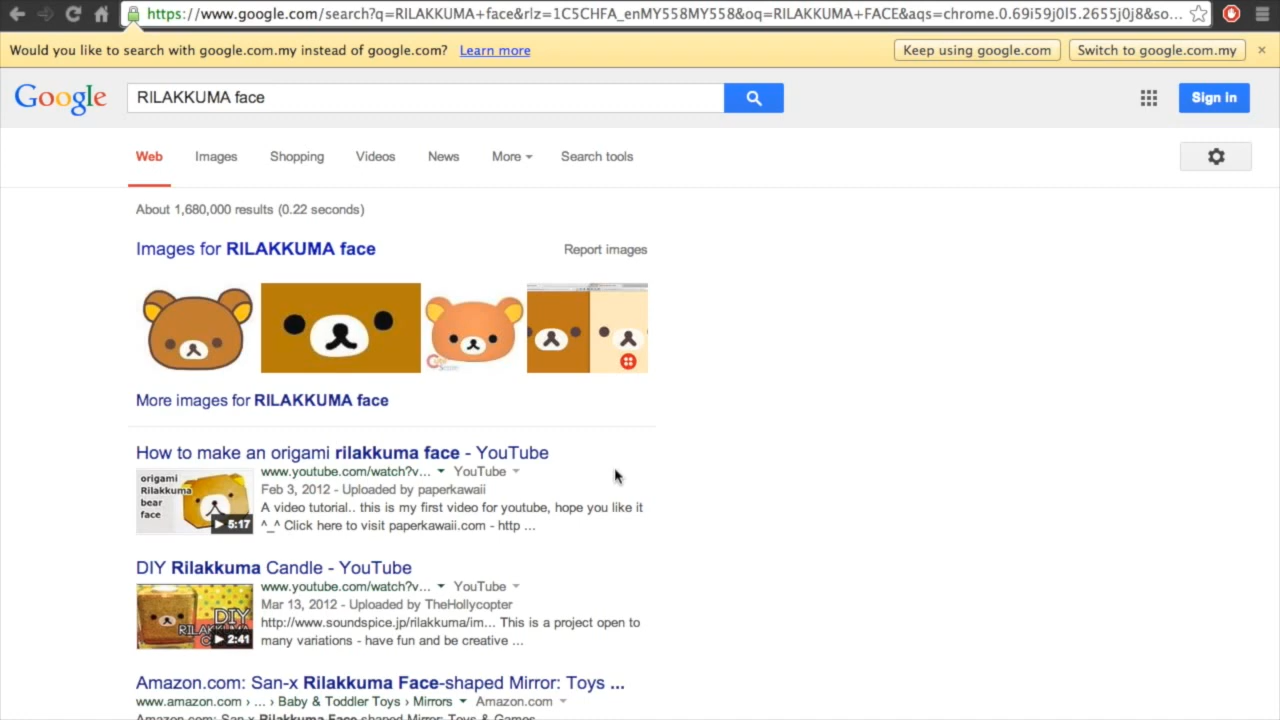 https://www.google.com/search?q=RILAKKUMA+face&rlz=1C5CHFA_enMY558MY558&oq=RILAKKUMA+FACE&aqs=chrome.0.69i59j0l5.2655j0j8&so...
Would you like to search with google.com.my instead of google.com? Learn more Keep using google.com Switch to google.com.my ×
Google RILAKKUMA face Sign in
Web Images Shopping Videos News More Search tools
About 1,680,000 results (0.22 seconds)
Images for RILAKKUMA face Report images
More images for RILAKKUMA face
How to make an origami rilakkuma face - YouTube
www.youtube.com/watch?v... YouTube
Feb 3, 2012 - Uploaded by paperkawaii
A video tutorial.. this is my first video for youtube, hope you like it
^_^ Click here to visit paperkawaii.com - http ...
origami
Rilakkuma
bear
face
5:17
DIY Rilakkuma Candle - YouTube
www.youtube.com/watch?v... YouTube
Mar 13, 2012 - Uploaded by TheHollycopter
http://www.soundspice.jp/rilakkuma/im... This is a project open to
many variations - have fun and be creative ...
DIY
2:41
Amazon.com: San-x Rilakkuma Face-shaped Mirror: Toys ...
www.amazon.com › ... › Baby & Toddler Toys › Mirrors Amazon.com
Amazon.com: San-x Rilakkuma Face-shaped Mirror: Toys & Games